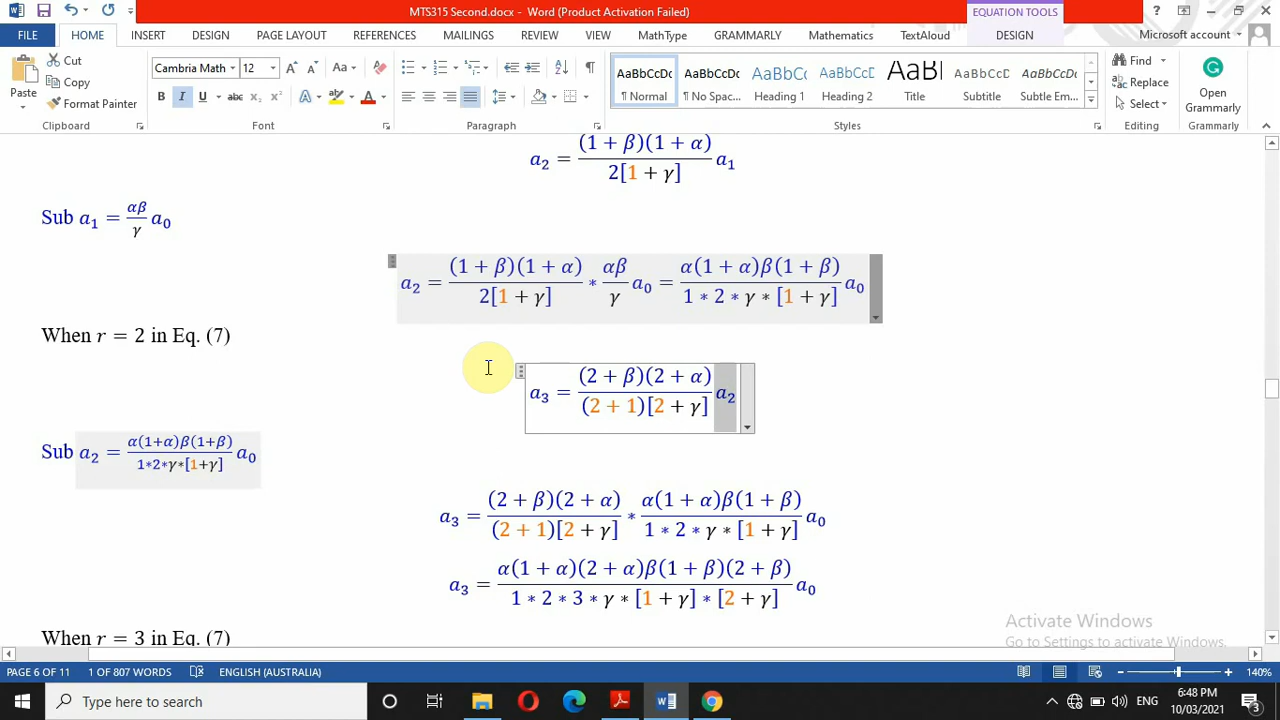 MTS315 Second.docx - Word (Product Activation Failed)
EQUATION TOOLS
FILE HOME INSERT DESIGN PAGE LAYOUT REFERENCES MAILINGS REVIEW VIEW MathType GRAMMARLY Mathematics TextAloud DESIGN Microsoft account
Paste
Cut
Copy
Format Painter
Clipboard
Cambria Math 12
Font
Paragraph
AaBbCcDc AaBbCcDc AaBbCc AaBbCcD AaBl AaBbCcD AaBbCcDc
¶ Normal ¶ No Spac... Heading 1 Heading 2 Title Subtitle Subtle Em...
Styles
Find
Replace
Select
Editing
Open Grammarly
Grammarly
a₂ = (1 + β)(1 + α) / 2[1 + γ] a₁
Sub a₁ = αβ / γ a₀
a₂ = (1 + β)(1 + α) / 2[1 + γ] * αβ / γ a₀ = α(1 + α)β(1 + β) / 1 * 2 * γ * [1 + γ] a₀
When r = 2 in Eq. (7)
a₃ = (2 + β)(2 + α) / (2 + 1)[2 + γ] a₂
Sub a₂ = α(1+α)β(1+β) / 1*2*γ*[1+γ] a₀
a₃ = (2 + β)(2 + α) / (2 + 1)[2 + γ] * α(1 + α)β(1 + β) / 1 * 2 * γ * [1 + γ] a₀
a₃ = α(1 + α)(2 + α)β(1 + β)(2 + β) / 1 * 2 * 3 * γ * [1 + γ] * [2 + γ] a₀
When r = 3 in Eq. (7)
Activate Windows
Go to Settings to activate Windows.
PAGE 6 OF 11 1 OF 807 WORDS ENGLISH (AUSTRALIA) 140%
Type here to search
ENG
6:48 PM
10/03/2021
3